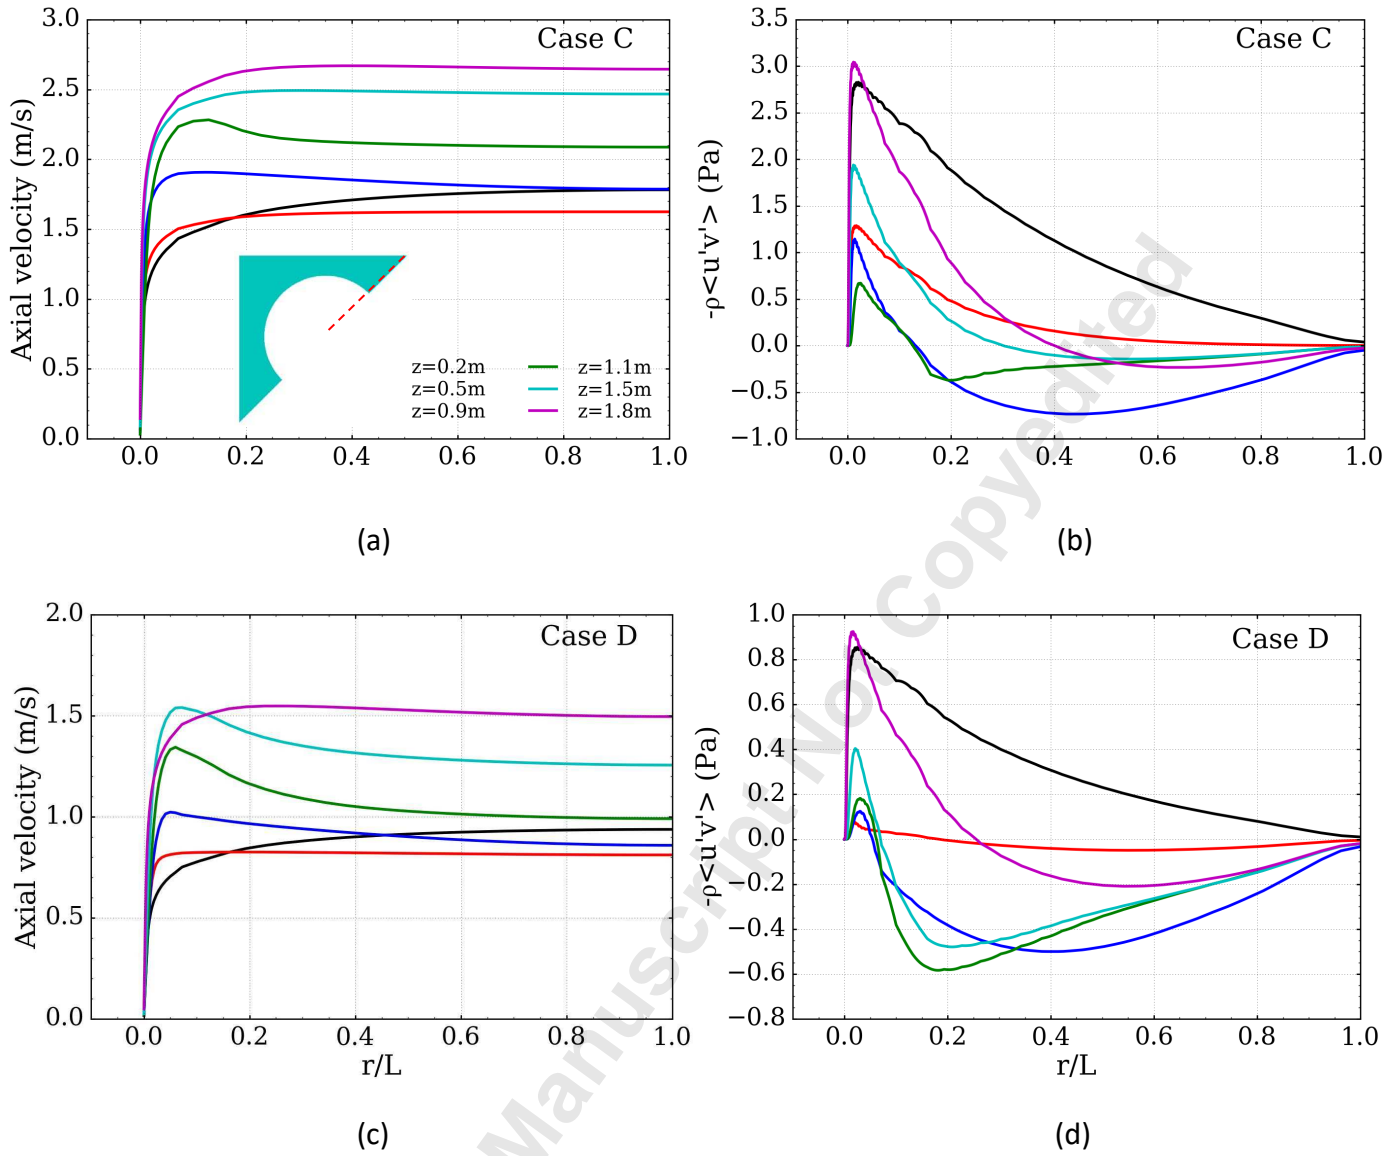 Case C
Axial velocity (m/s)
3.0
2.5
2.0
1.5
1.0
0.5
0.0
z=0.2m
z=0.5m
z=0.9m
z=1.1m
z=1.5m
z=1.8m
0.0 0.2 0.4 0.6 0.8 1.0
(a)
Case C
-ρ<u'v'> (Pa)
3.5
3.0
2.5
2.0
1.5
1.0
0.5
0.0
−0.5
−1.0
0.0 0.2 0.4 0.6 0.8 1.0
(b)
Case D
Axial velocity (m/s)
2.0
1.5
1.0
0.5
0.0
0.0 0.2 0.4 0.6 0.8 1.0
r/L
(c)
Case D
-ρ<u'v'> (Pa)
1.0
0.8
0.6
0.4
0.2
0.0
−0.2
−0.4
−0.6
−0.8
0.0 0.2 0.4 0.6 0.8 1.0
r/L
(d)
Manuscript Not Copyedited